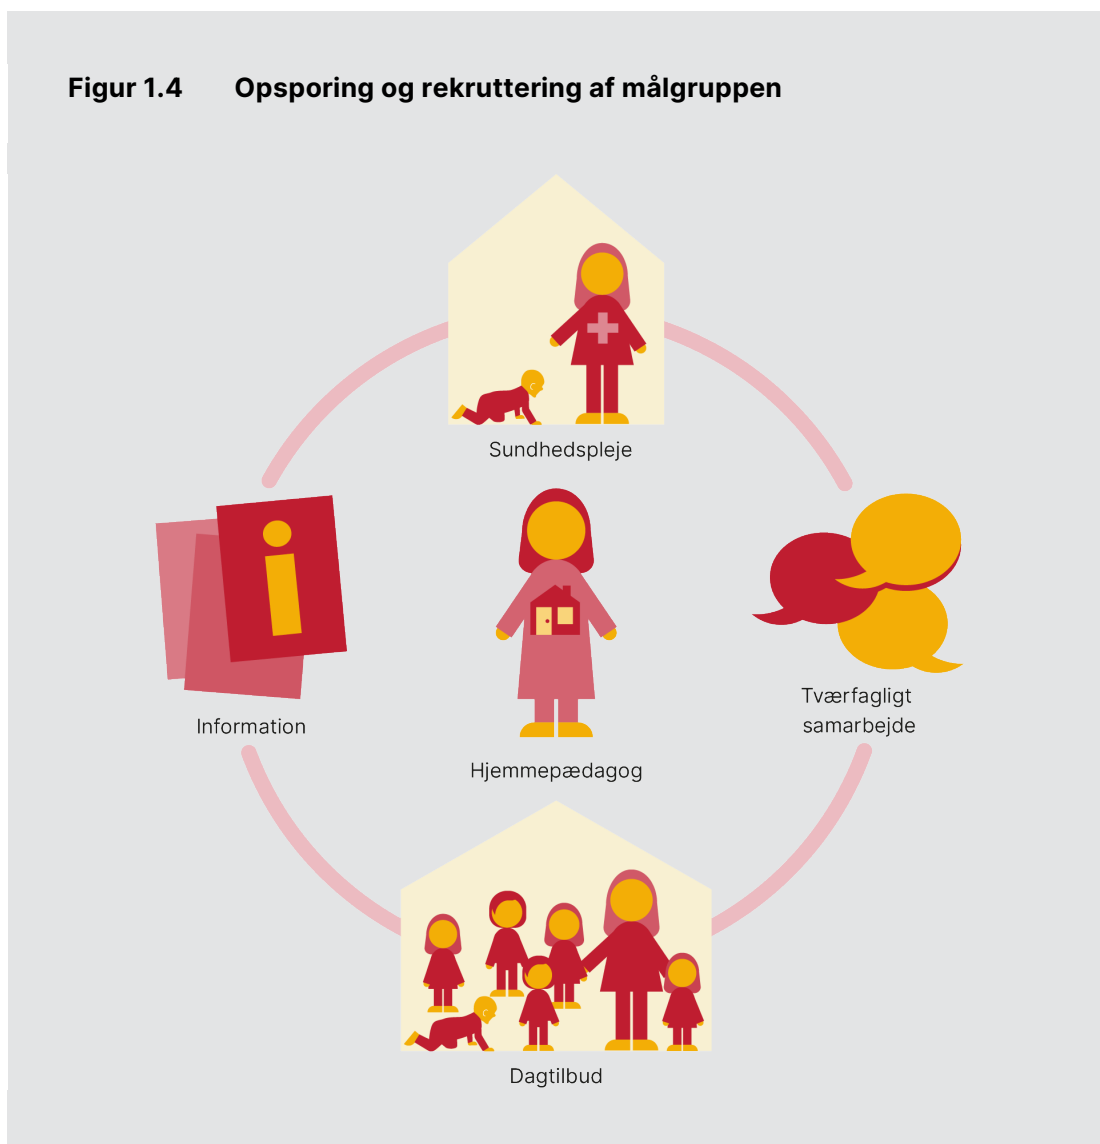 Figur 1.4 Opsporing og rekruttering af målgruppen
Sundhedspleje
Information
Tværfagligt
samarbejde
Hjemmepædagog
Dagtilbud